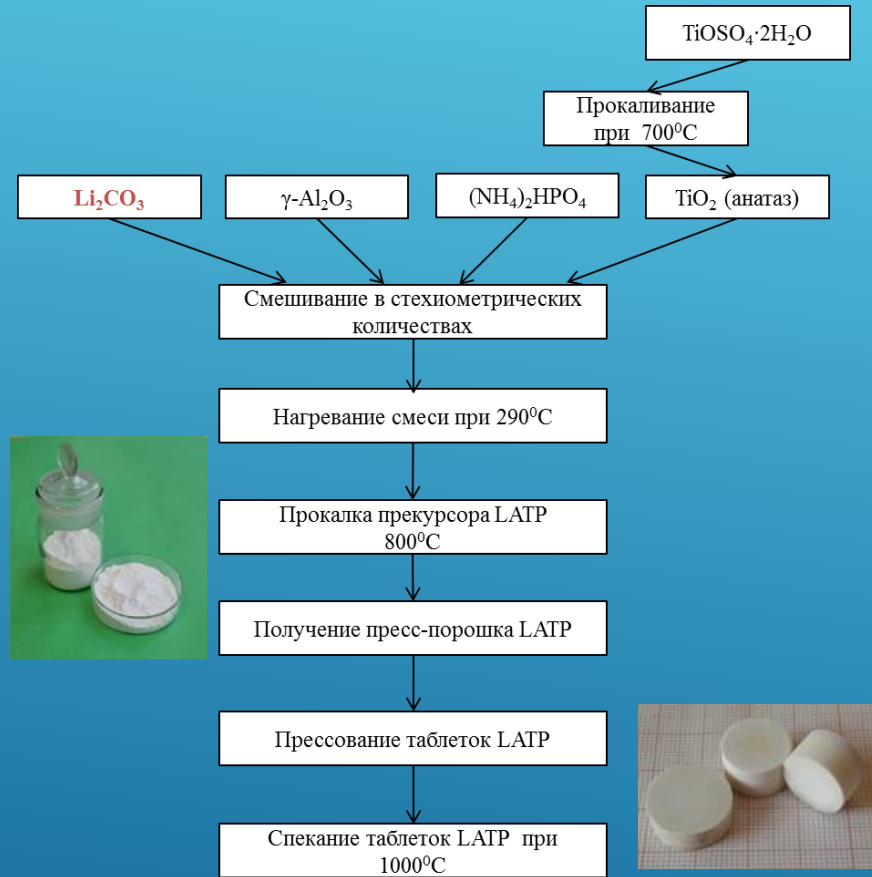 TiOSO₄·2H₂O
Прокаливание
при 700⁰C
Li₂CO₃
γ-Al₂O₃
(NH₄)₂HPO₄
TiO₂ (анатаз)
Смешивание в стехиометрических
количествах
Нагревание смеси при 290⁰C
Прокалка прекурсора LATP
800⁰C
Получение пресс-порошка LATP
Прессование таблеток LATP
Спекание таблеток LATP при
1000⁰C